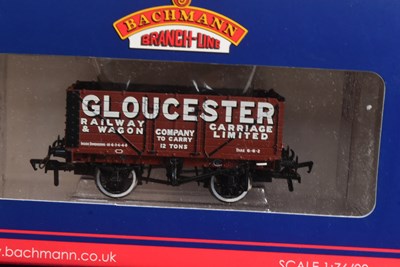 BACHMANN
BRANCH-LINE
GLOUCESTER
RAILWAY CARRIAGE
& WAGON COMPANY LIMITED
TO CARRY
12 TONS
.bachmann.co.uk
SCALE 1:76/00